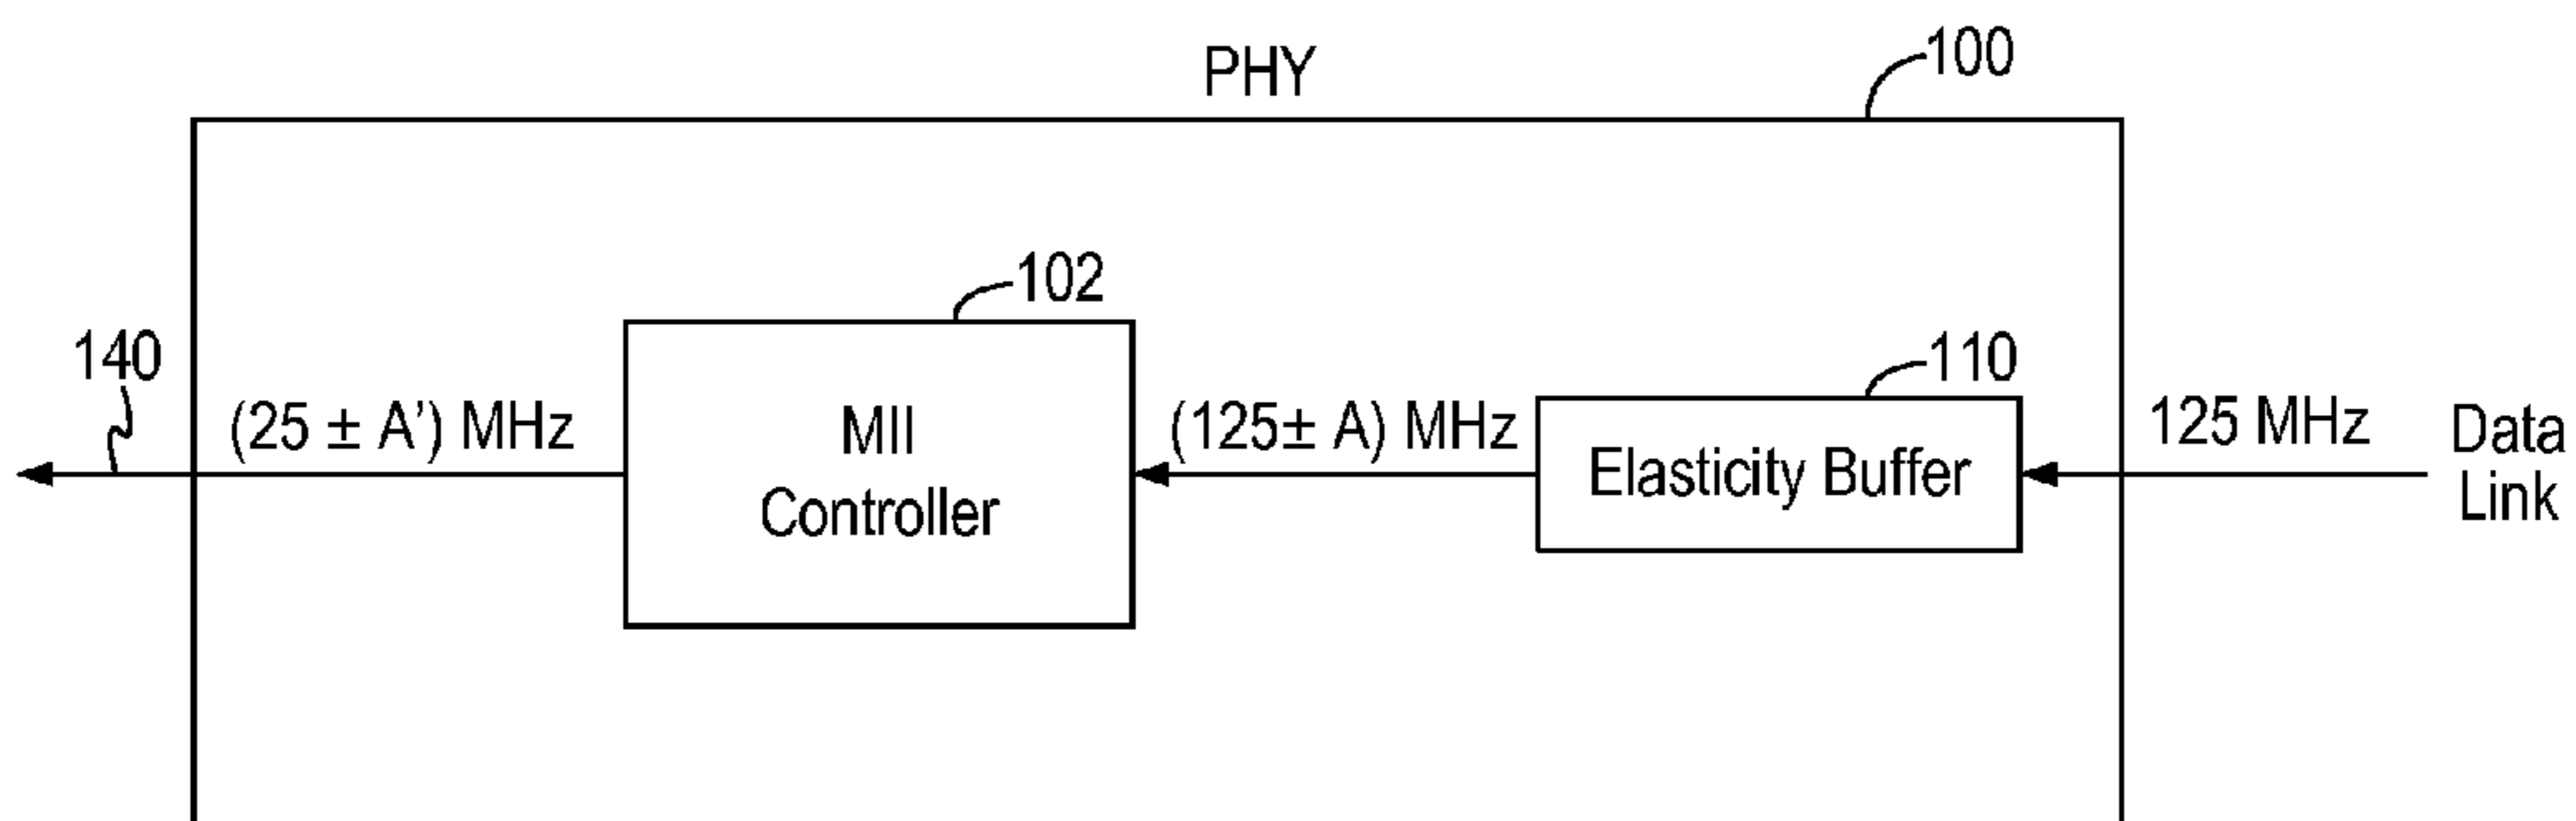 PHY
100
102
140
110
(25 ± A’) MHz
MII
Controller
(125± A) MHz
Elasticity Buffer
125 MHz
Data
Link